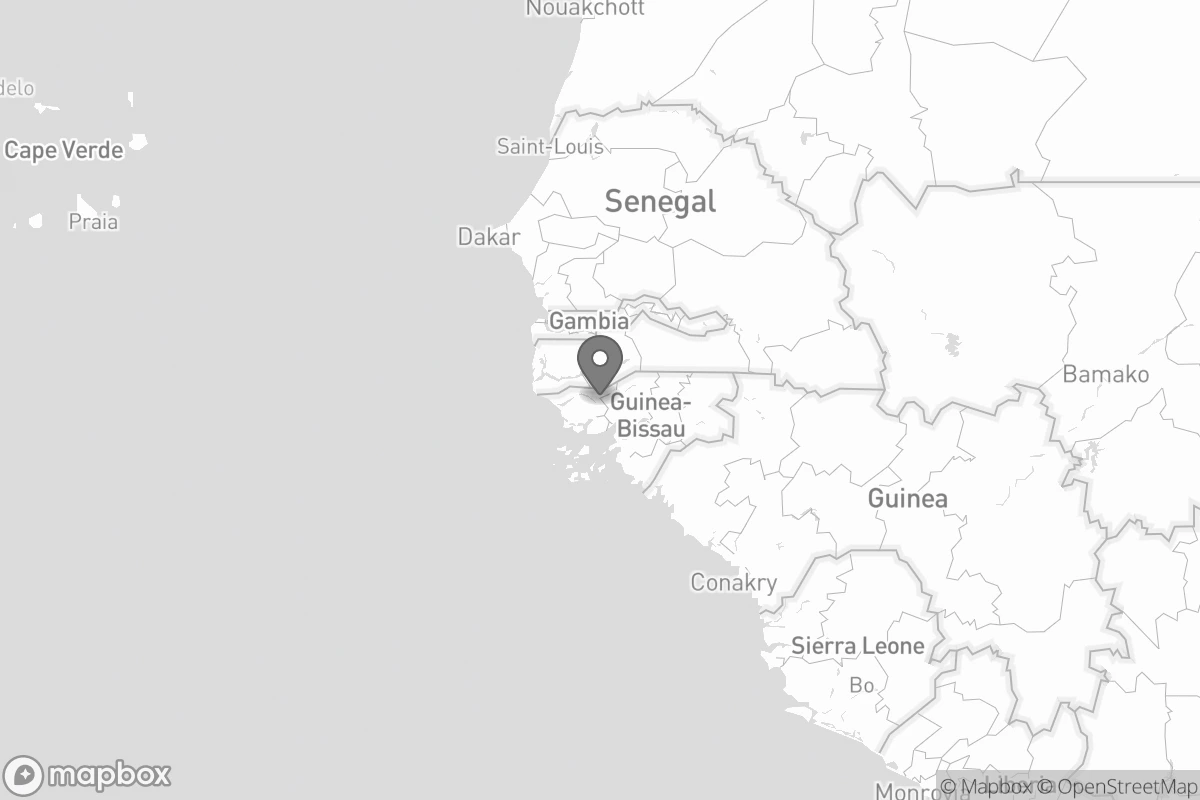 Nouakchott
delo
Cape Verde
Saint-Louis
Senegal
Praia
Dakar
Gambia
Bamako
Guinea-
Bissau
Guinea
Conakry
Sierra Leone
Bo
Liberia
Monrovia
mapbox
© Mapbox © OpenStreetMap